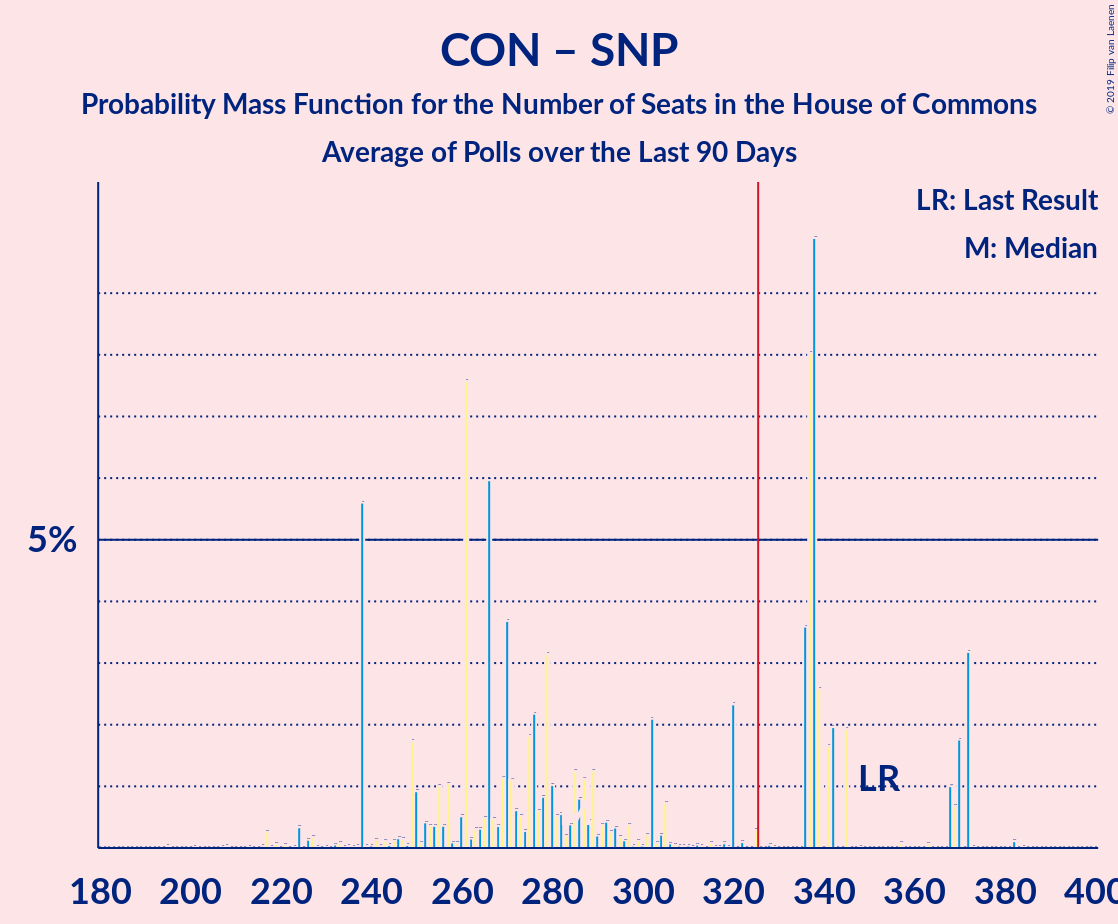 CON – SNP
Probability Mass Function for the Number of Seats in the House of Commons
Average of Polls over the Last 90 Days
© 2019 Filip van Laenen
LR: Last Result
M: Median
5%
LR
180 200 220 240 260 280 300 320 340 360 380 400